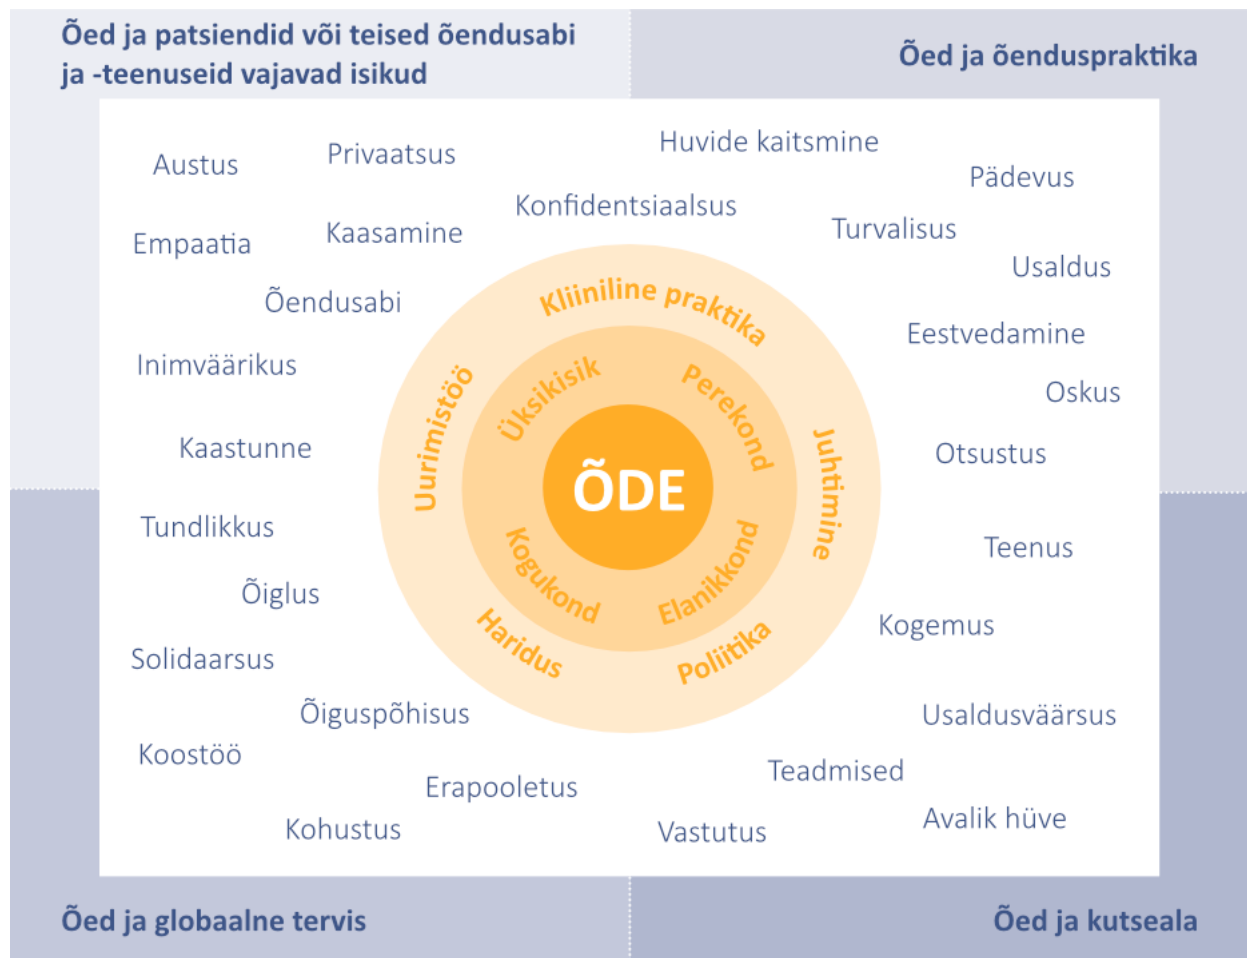 Õed ja patsiendid või teised õendusabi
ja -teenuseid vajavad isikud
Õed ja õenduspraktika
Austus
Privaatsus
Huvide kaitsmine
Pädevus
Konfidentsiaalsus
Empaatia
Kaasamine
Turvalisus
Usaldus
Õendusabi
Eestvedamine
Inimväärikus
Oskus
Kaastunne
Otsustus
Tundlikkus
Teenus
Õiglus
Kogemus
Solidaarsus
Õiguspõhisus
Usaldusväärsus
Koostöö
Erapooletus
Teadmised
Kohustus
Vastutus
Avalik hüve
Kliiniline praktika
Uurimistöö
Juhtimine
Haridus
Poliitika
Üksikisik
Perekond
Kogukond
Elanikkond
ÕDE
Õed ja globaalne tervis
Õed ja kutseala